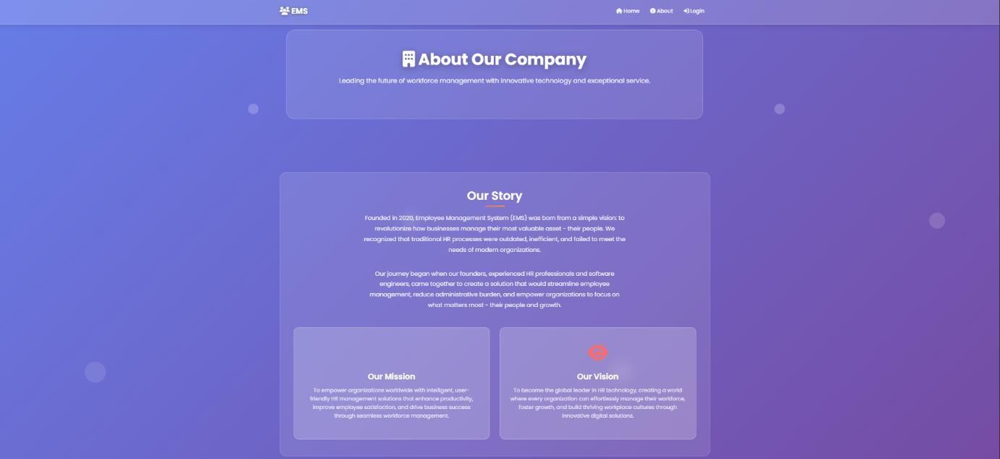 EMS
Home About Login
About Our Company
Leading the future of workforce management with innovative technology and exceptional service.
Our Story
Founded in 2020, Employee Management System (EMS) was born from a simple vision: to
revolutionize how businesses manage their most valuable asset - their people. We
recognized that traditional HR processes were outdated, inefficient, and failed to meet the
needs of modern organizations.
Our journey began when our founders, experienced HR professionals and software
engineers, came together to create a solution that would streamline employee
management, reduce administrative burden, and empower organizations to focus on
what matters most - their people and growth.
Our Mission
To empower organizations worldwide with intelligent, user-
friendly HR management solutions that enhance productivity,
improve employee satisfaction, and drive business success
through seamless workforce management.
Our Vision
To become the global leader in HR technology, creating a world
where every organization can effortlessly manage their workforce,
foster growth, and build thriving workplace cultures through
innovative digital solutions.